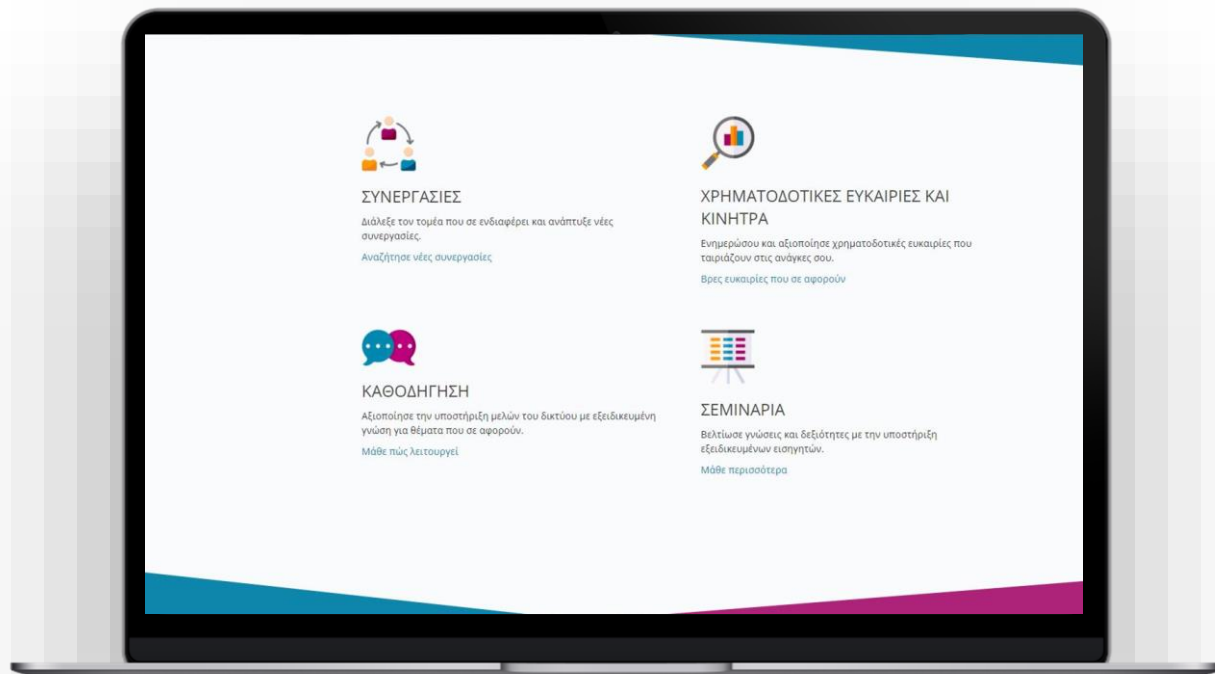 ΣΥΝΕΡΓΑΣΙΕΣ
Διάλεξε τον τομέα που σε ενδιαφέρει και ανάπτυξε νέες
συνεργασίες.
Αναζήτησε νέες συνεργασίες
ΧΡΗΜΑΤΟΔΟΤΙΚΕΣ ΕΥΚΑΙΡΙΕΣ ΚΑΙ
ΚΙΝΗΤΡΑ
Ενημερώσου και αξιοποίησε χρηματοδοτικές ευκαιρίες που
ταιριάζουν στις ανάγκες σου.
Βρες ευκαιρίες που σε αφορούν
ΚΑΘΟΔΗΓΗΣΗ
Αξιοποίησε την υποστήριξη μελών του δικτύου με εξειδικευμένη
γνώση για θέματα που σε αφορούν.
Μάθε πώς λειτουργεί
ΣΕΜΙΝΑΡΙΑ
Βελτίωσε γνώσεις και δεξιότητες με την υποστήριξη
εξειδικευμένων εισηγητών.
Μάθε περισσότερα